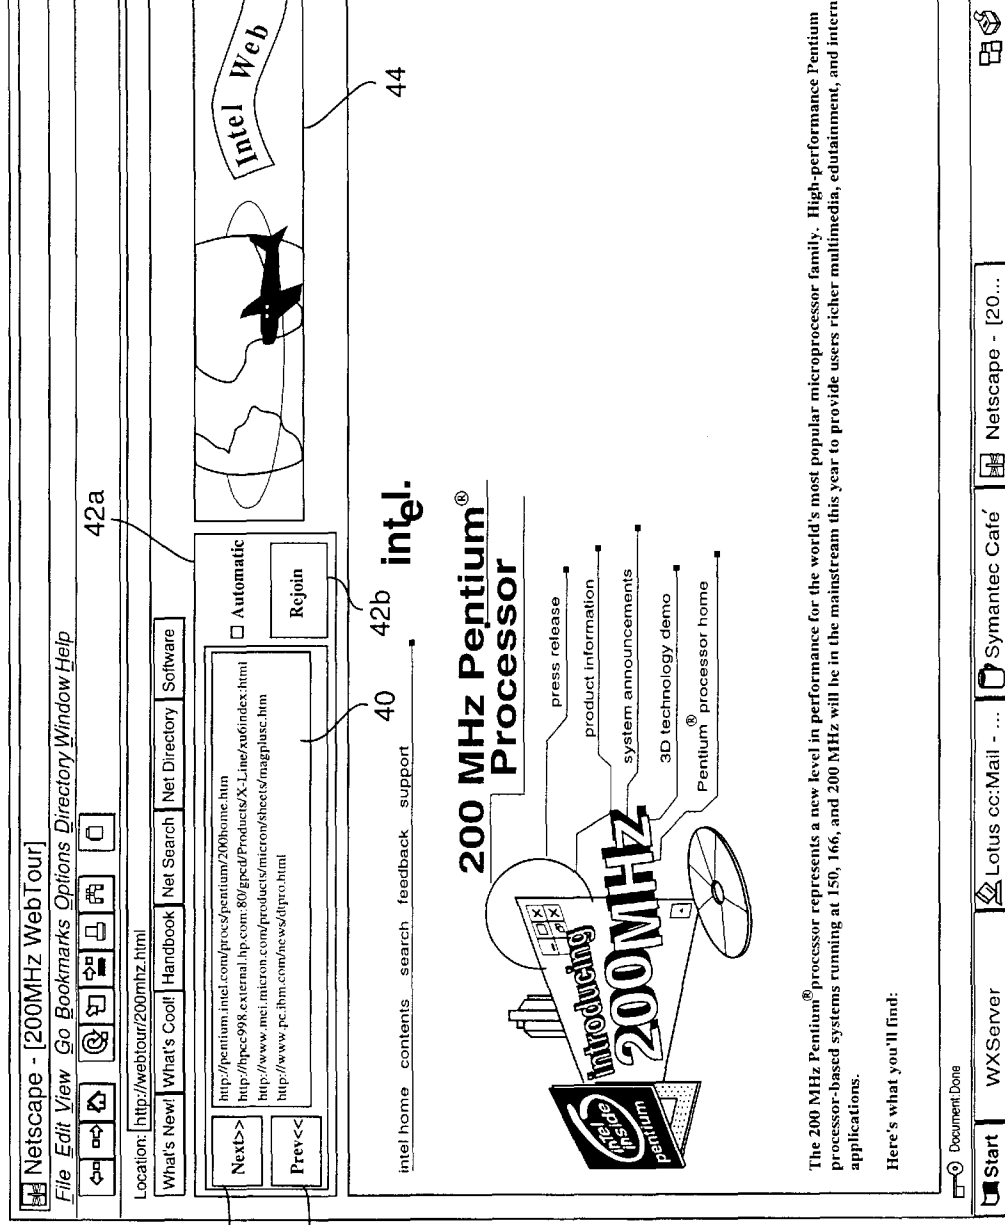 Netscape - [200MHz WebTour]
File Edit View Go Bookmarks Options Directory Window Help
Location: http://webtour/200mhz.html
What's New! What's Cool! Handbook Net Search Net Directory Software
42a
Next>>
Prev<<
http://pentium.intel.com/procs/pentium/200home.htm
http://hpcc998.external.hp.com:80/gpcd/Products/X-Line/xu6index.html
http://www.mei.micron.com/products/micron/sheets/magplusc.htm
http://www.pc.ibm.com/news/dtpro.html
Automatic
Rejoin
Intel Web
40
42b
44
intel home contents search feedback support
intel.
200 MHz Pentium®
Processor
press release
product information
system announcements
3D technology demo
Pentium® processor home
introducing
200MHz
intel
inside
pentium
The 200 MHz Pentium® processor represents a new level in performance for the world's most popular microprocessor family. High-performance Pentium
processor-based systems running at 150, 166, and 200 MHz will be in the mainstream this year to provide users richer multimedia, edutainment, and intern
applications.
Here's what you'll find:
Document:Done
Start WXServer Lotus cc:Mail - ... Symantec Café Netscape - [20...